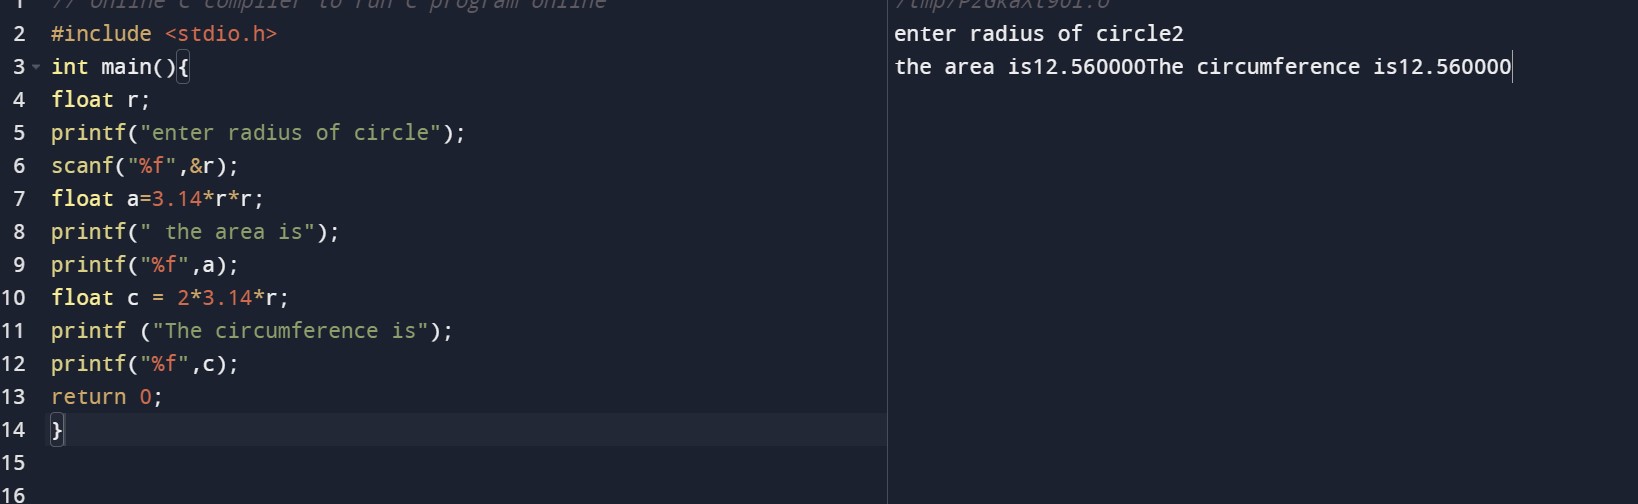 // Online C compiler to run C program online
2 #include <stdio.h>
3 int main(){
4 float r;
5 printf("enter radius of circle");
6 scanf("%f",&r);
7 float a=3.14*r*r;
8 printf(" the area is");
9 printf("%f",a);
10 float c = 2*3.14*r;
11 printf ("The circumference is");
12 printf("%f",c);
13 return 0;
14 }
15
16
enter radius of circle2
the area is12.560000The circumference is12.560000